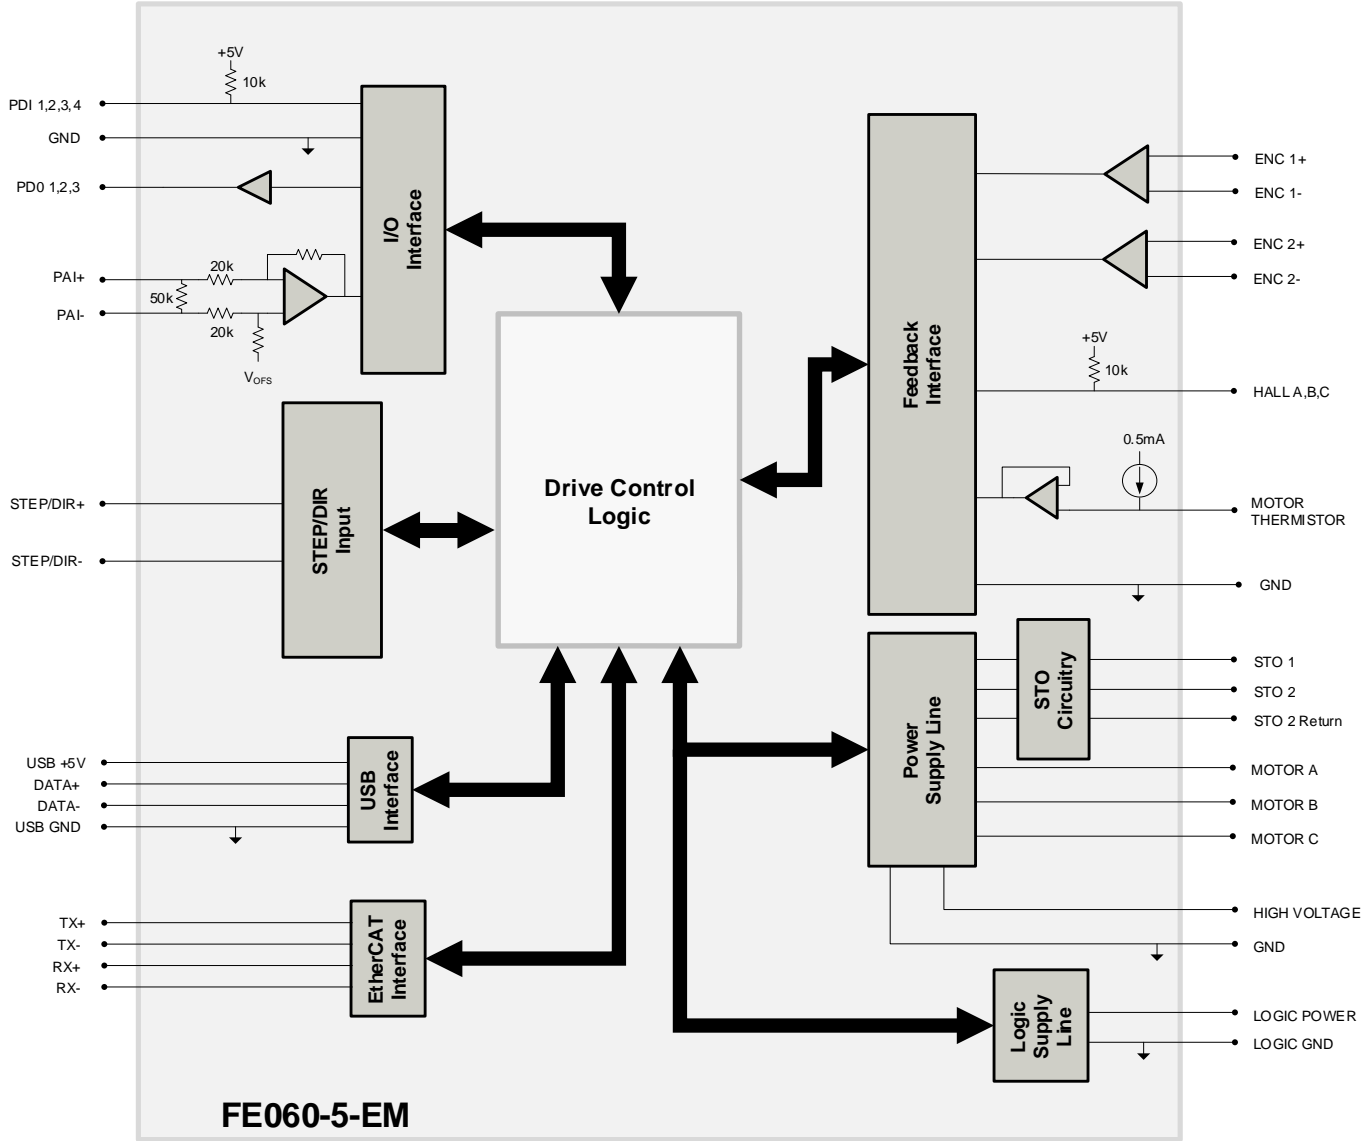 +5V
10k
PDI 1,2,3,4
GND
PD0 1,2,3
PAI+
20k
50k
PAI-
20k
VOFS
I/O
Interface
STEP/DIR+
STEP/DIR-
STEP/DIR
Input
USB +5V
DATA+
DATA-
USB GND
USB
Interface
TX+
TX-
RX+
RX-
EtherCAT
Interface
Drive Control
Logic
Feedback
Interface
ENC 1+
ENC 1-
ENC 2+
ENC 2-
+5V
10k
HALL A,B,C
0.5mA
MOTOR
THERMISTOR
GND
Power
Supply Line
STO
Circuitry
STO 1
STO 2
STO 2 Return
MOTOR A
MOTOR B
MOTOR C
HIGH VOLTAGE
GND
Logic
Supply
Line
LOGIC POWER
LOGIC GND
FE060-5-EM